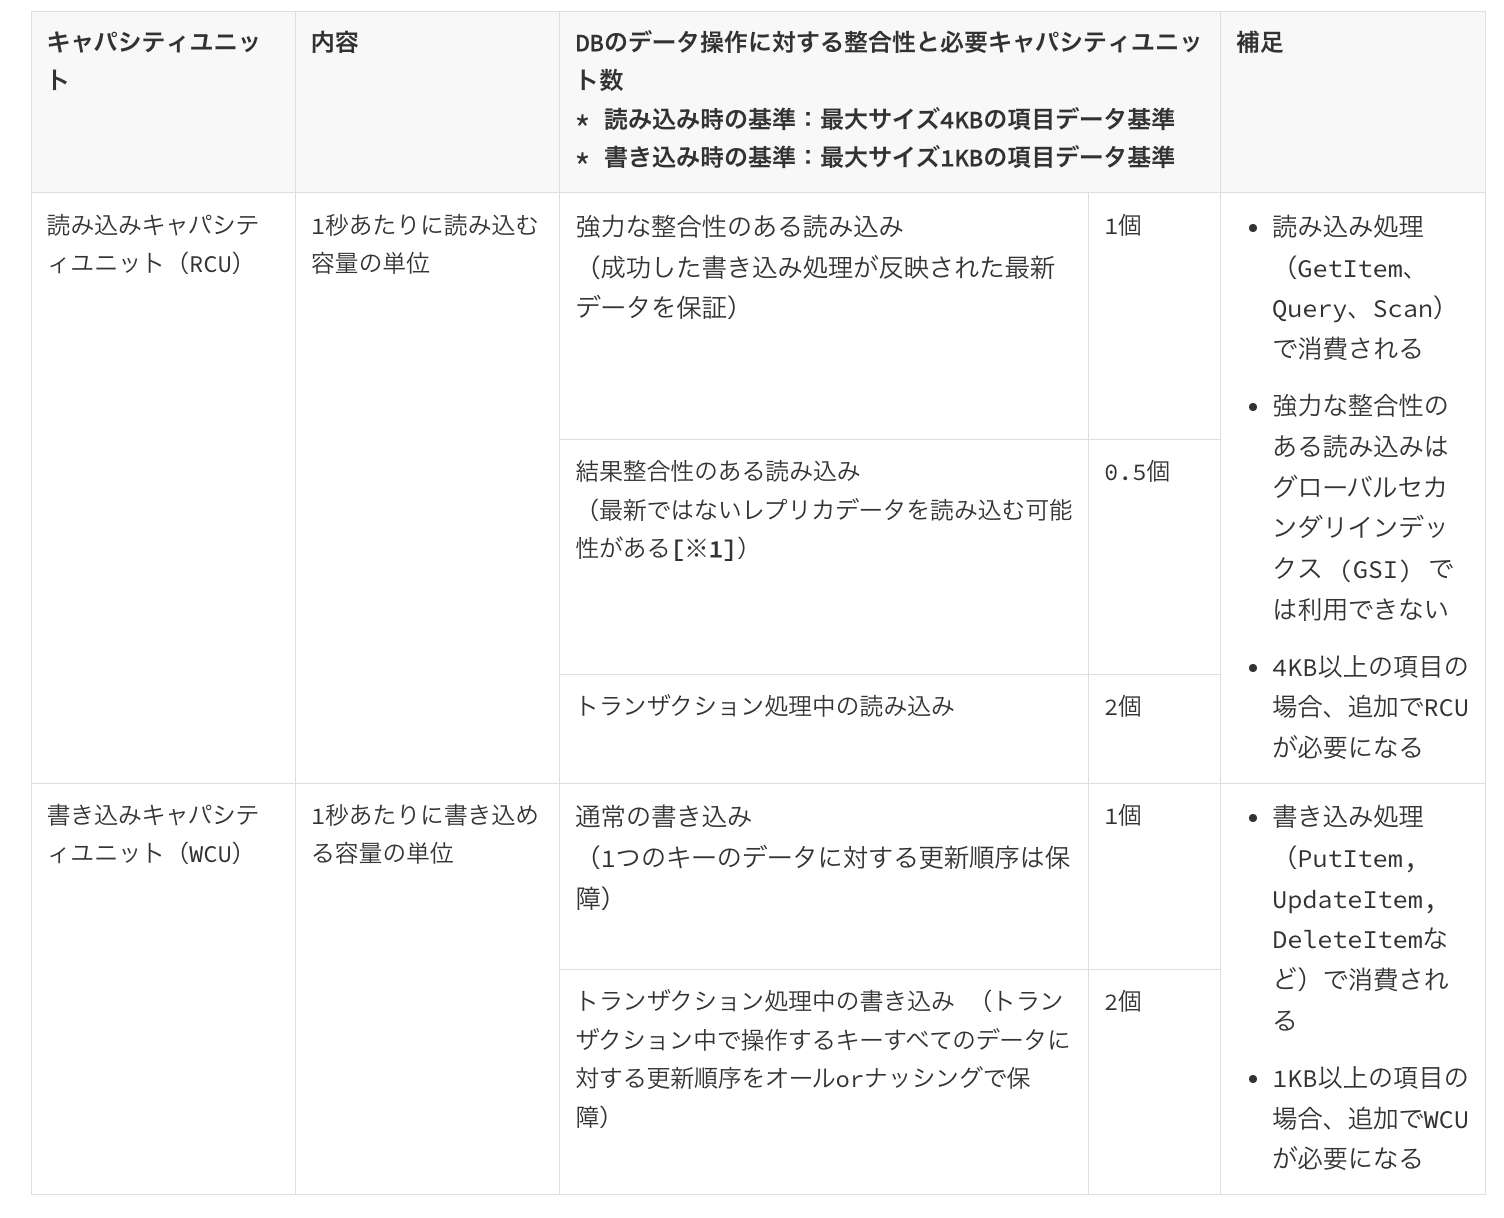 キャパシティユニッ
ト
内容
DBのデータ操作に対する整合性と必要キャパシティユニッ
ト数
* 読み込み時の基準：最大サイズ4KBの項目データ基準
* 書き込み時の基準：最大サイズ1KBの項目データ基準
補足
読み込みキャパシテ
ィユニット（RCU）
1秒あたりに読み込む
容量の単位
強力な整合性のある読み込み
（成功した書き込み処理が反映された最新
データを保証）
1個
結果整合性のある読み込み
（最新ではないレプリカデータを読み込む可能
性がある[※1]）
0.5個
トランザクション処理中の読み込み
2個
• 読み込み処理
（GetItem、
Query、Scan）
で消費される
• 強力な整合性の
ある読み込みは
グローバルセカ
ンダリインデッ
クス (GSI) で
は利用できない
• 4KB以上の項目の
場合、追加でRCU
が必要になる
書き込みキャパシテ
ィユニット（WCU）
1秒あたりに書き込め
る容量の単位
通常の書き込み
（1つのキーのデータに対する更新順序は保
障）
1個
トランザクション処理中の書き込み （トラン
ザクション中で操作するキーすべてのデータに
対する更新順序をオールorナッシングで保
障）
2個
• 書き込み処理
（PutItem,
UpdateItem,
DeleteItemな
ど）で消費され
る
• 1KB以上の項目の
場合、追加でWCU
が必要になる